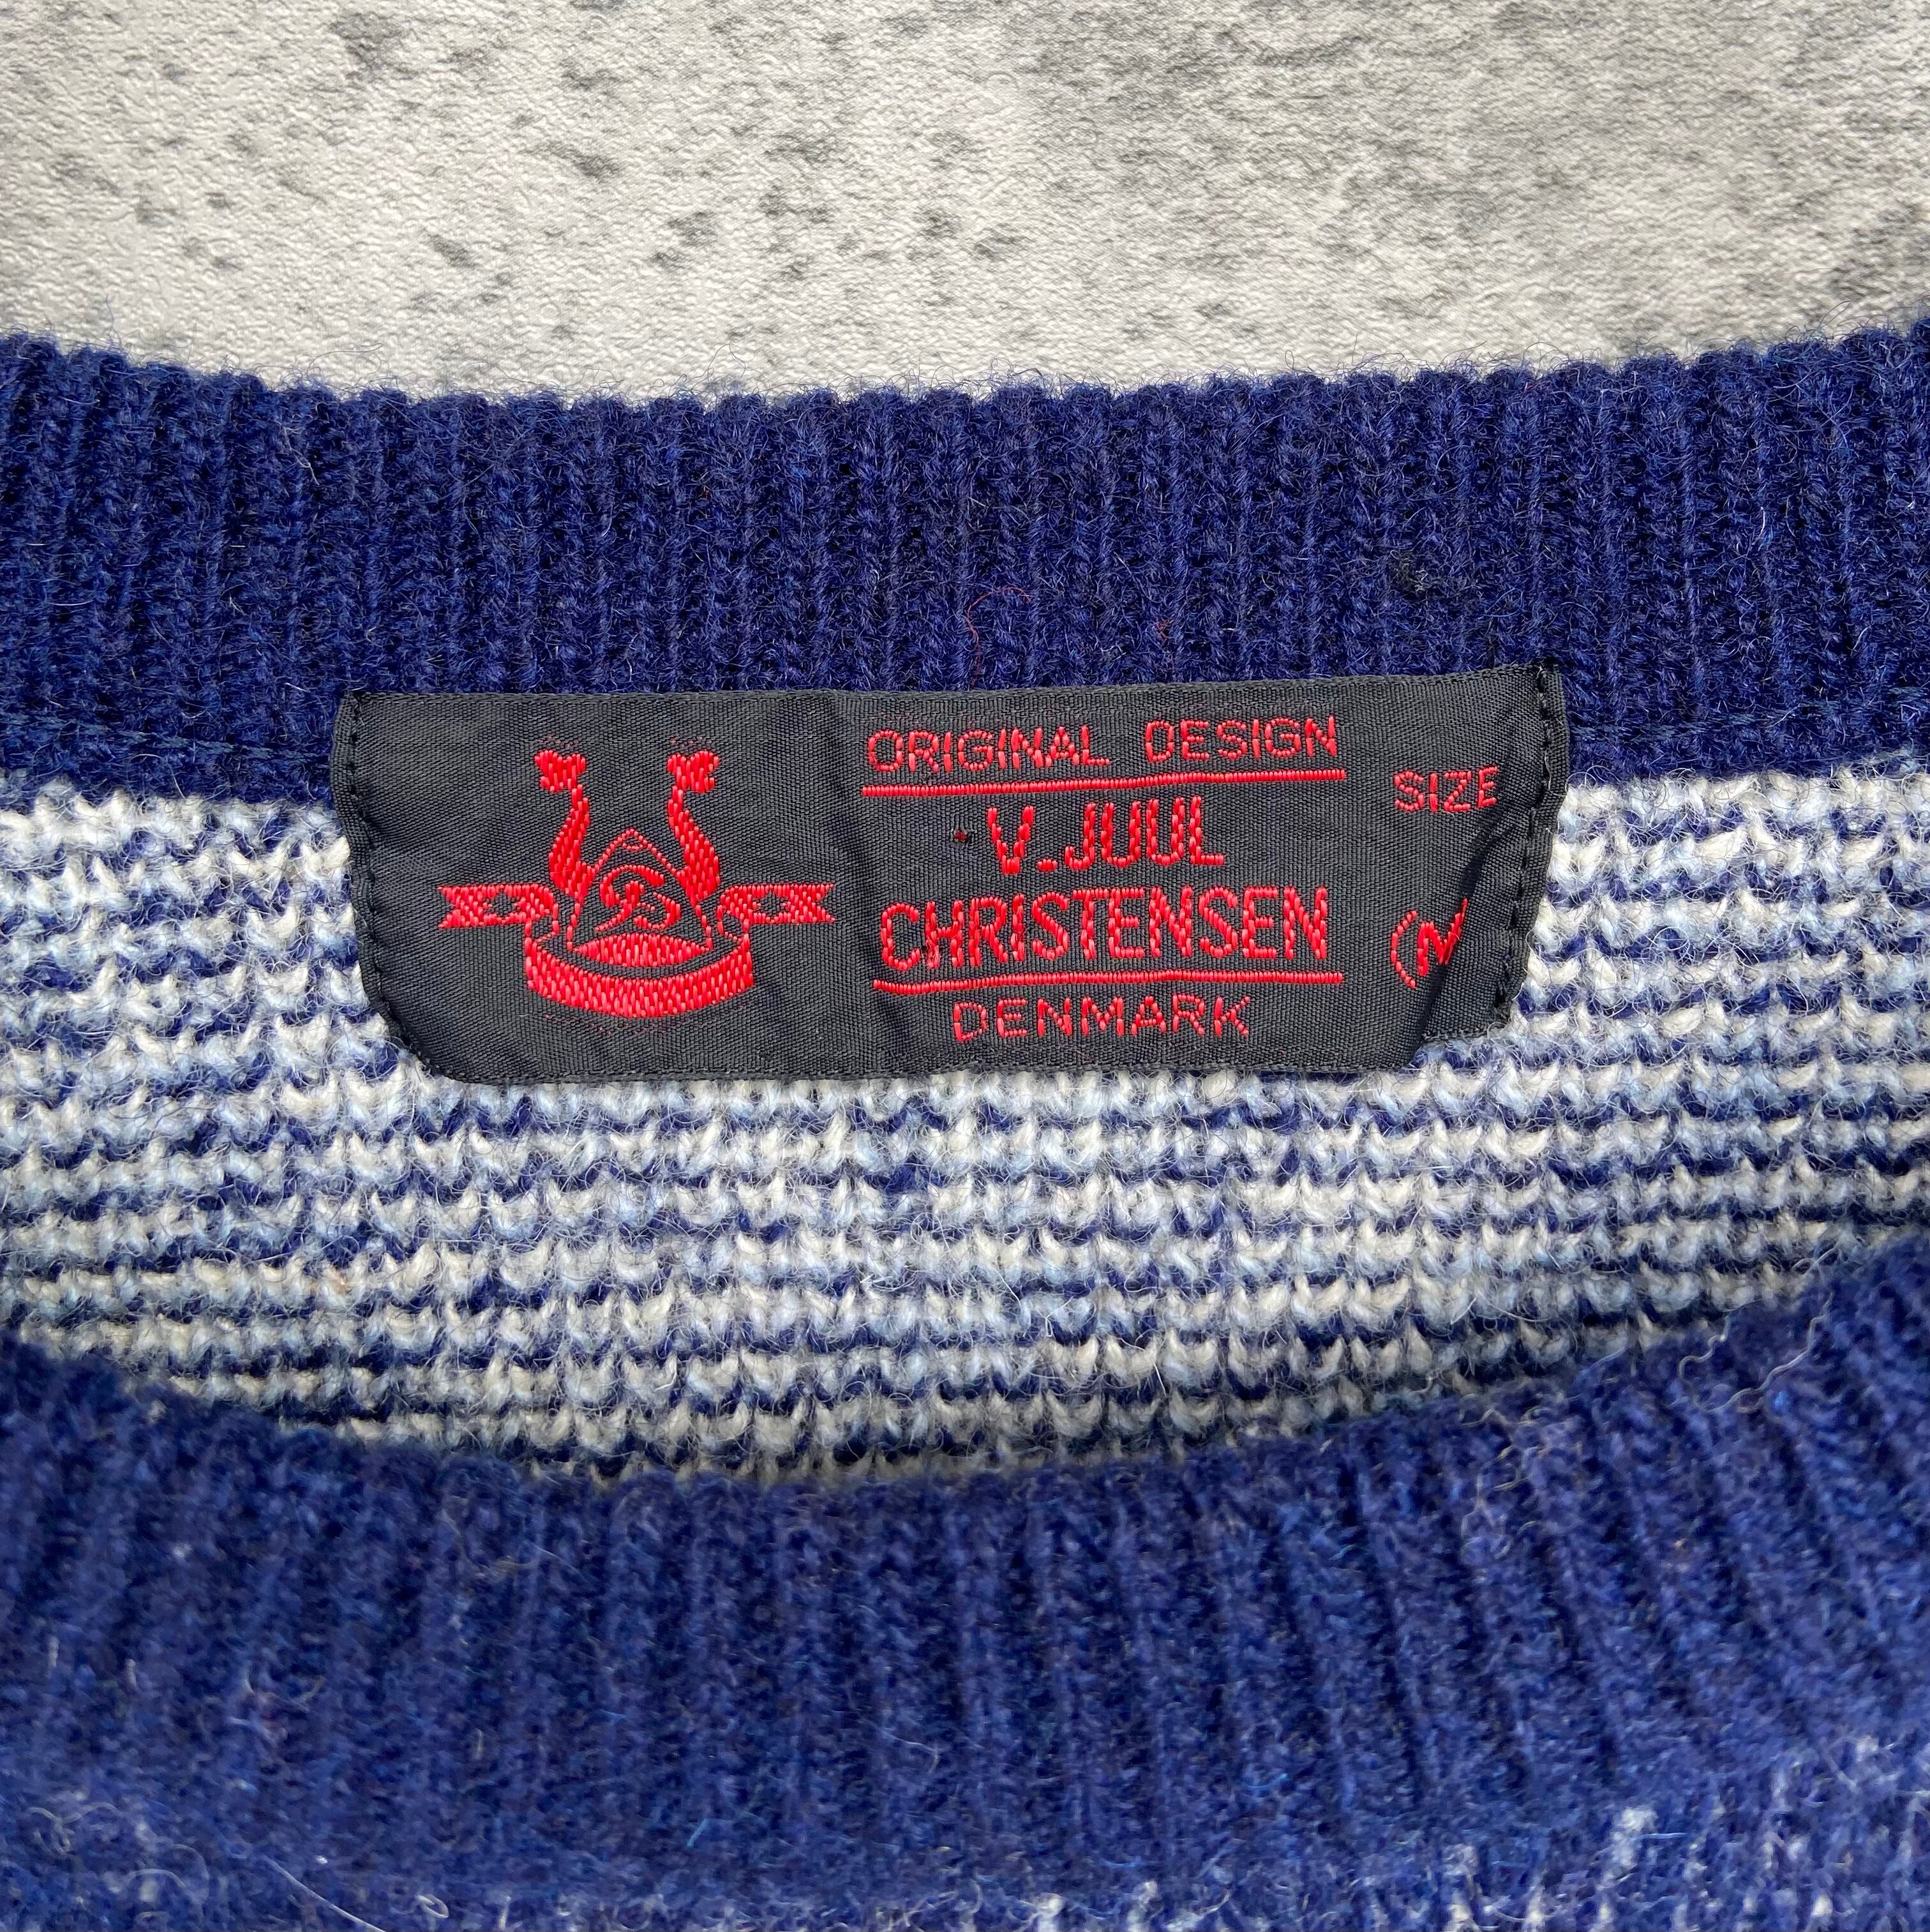 ORIGINAL DESIGN
V. JUUL
CHRISTENSEN
DENMARK
SIZE
(M